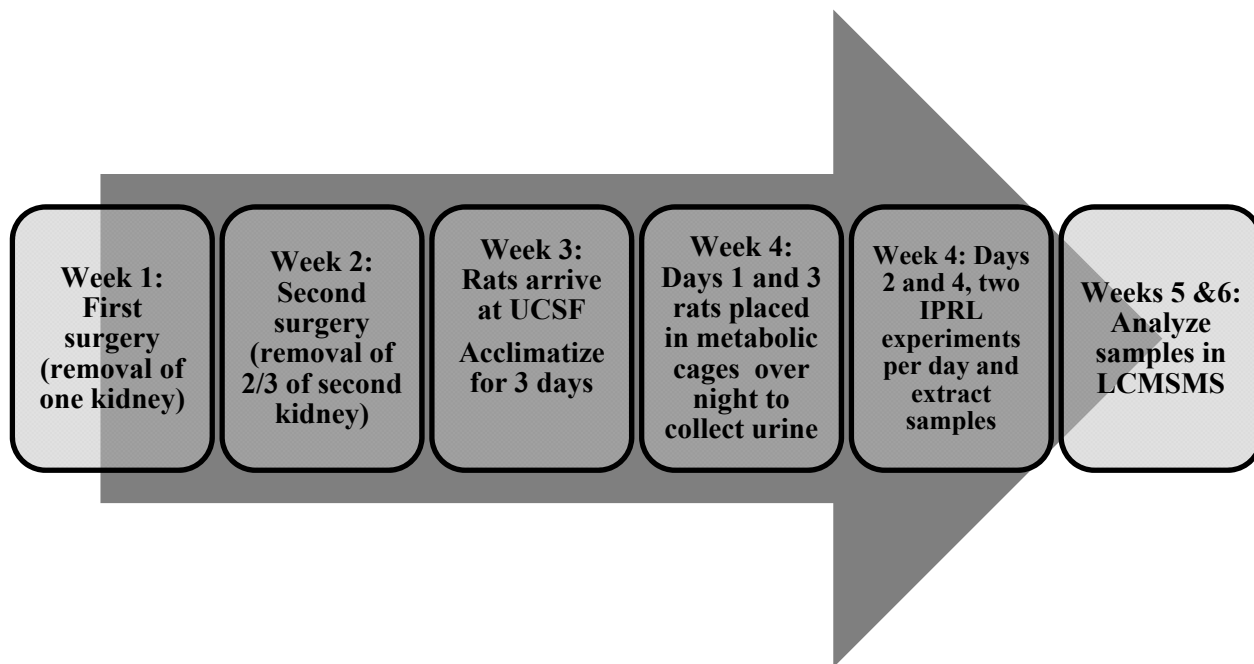 Week 1:
First
surgery
(removal of
one kidney)
Week 2:
Second
surgery
(removal of
2/3 of second
kidney)
Week 3:
Rats arrive
at UCSF
Acclimatize
for 3 days
Week 4:
Days 1 and 3
rats placed
in metabolic
cages over
night to
collect urine
Week 4: Days
2 and 4, two
IPRL
experiments
per day and
extract
samples
Weeks 5 &6:
Analyze
samples in
LCMSMS